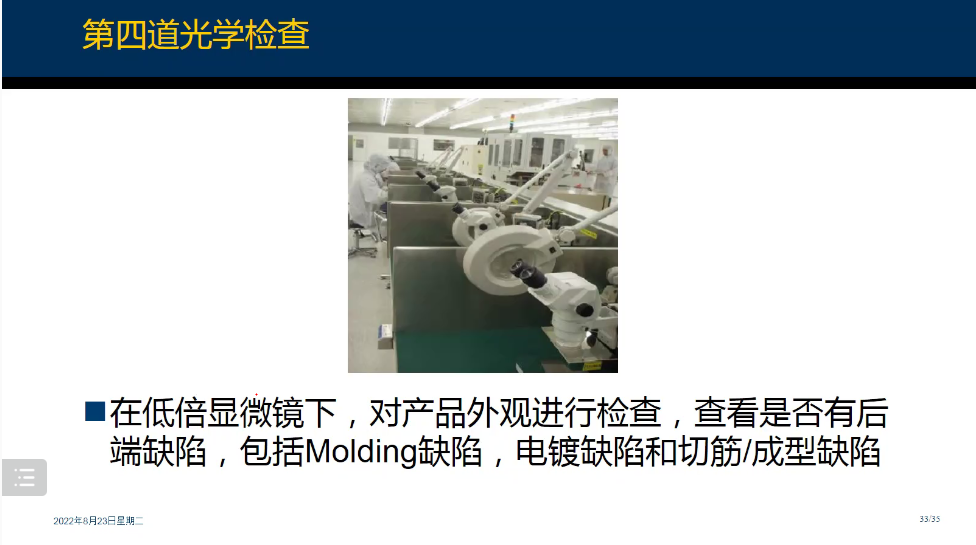 第四道光学检查
■在低倍显微镜下，对产品外观进行检查，查看是否有后
端缺陷，包括Molding缺陷，电镀缺陷和切筋/成型缺陷
2022年8月23日星期二
33/35